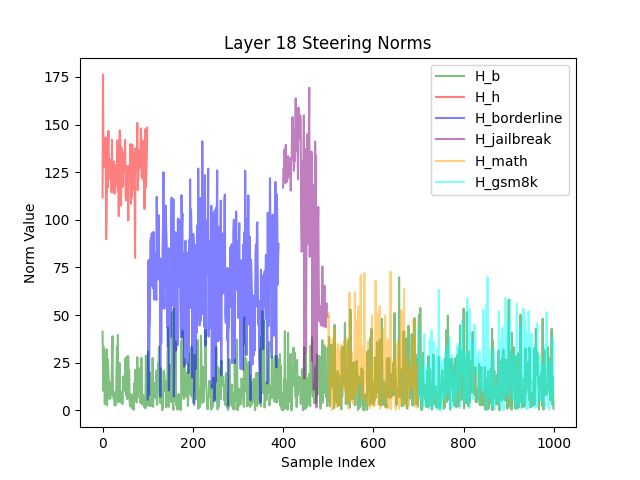 Layer 18 Steering Norms
Norm Value
175
150
125
100
75
50
25
0
0 200 400 600 800 1000
Sample Index
H_b
H_h
H_borderline
H_jailbreak
H_math
H_gsm8k